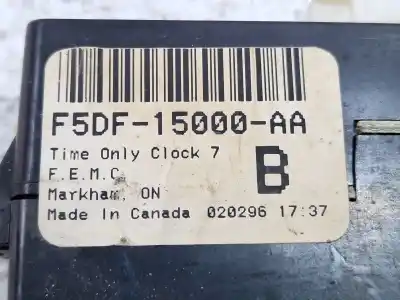 F5DF-15000-AA
Time Only Clock 7
F.E.M.C.
B
Markham, ON
Made In Canada 020296 17:37